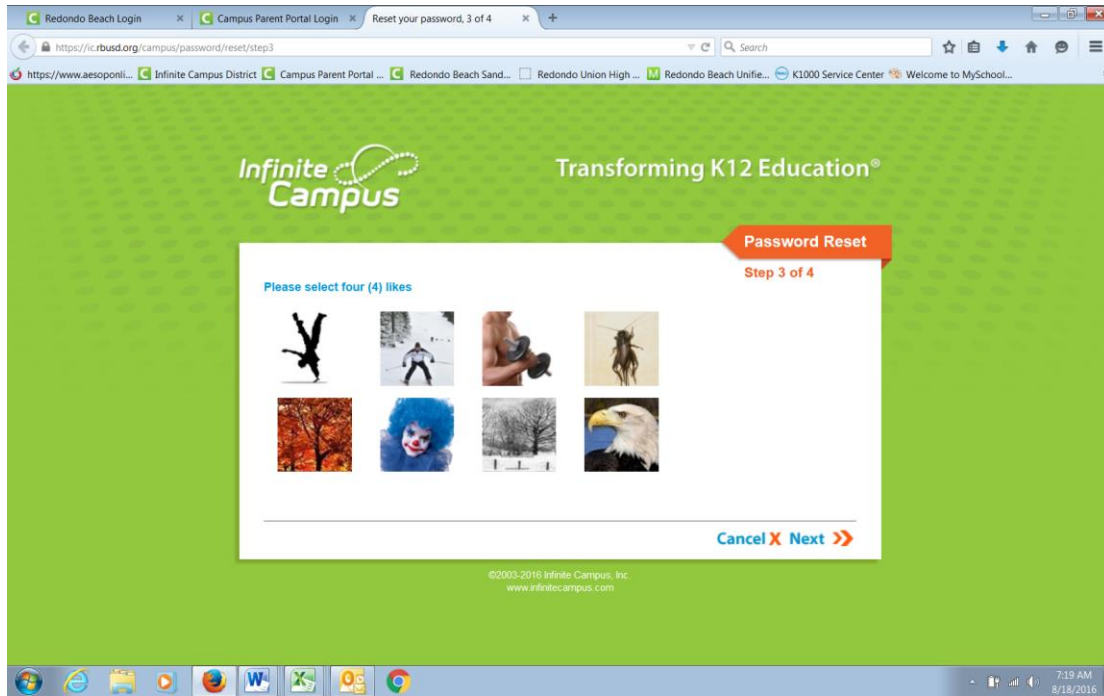 Redondo Beach Login
Campus Parent Portal Login
Reset your password, 3 of 4
https://ic.rbusd.org/campus/password/reset/step3
Search
https://www.aesoponli...
Infinite Campus District
Campus Parent Portal ...
Redondo Beach Sand...
Redondo Union High ...
Redondo Beach Unifie...
K1000 Service Center
Welcome to MySchool...
Infinite Campus
Transforming K12 Education®
Password Reset
Step 3 of 4
Please select four (4) likes
Cancel X Next
©2003-2016 Infinite Campus, Inc.
www.infinitecampus.com
7:19 AM
8/18/2016